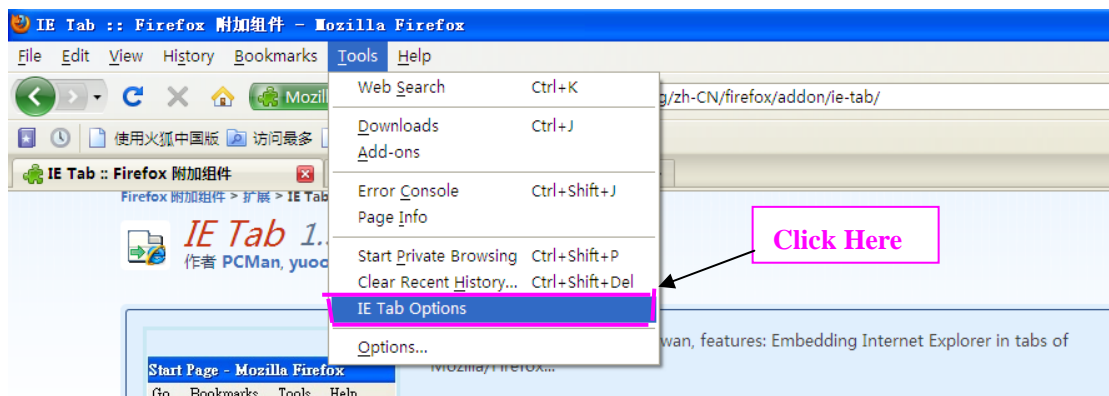 IE Tab :: Firefox 附加组件 - Mozilla Firefox
File Edit View History Bookmarks Tools Help
Web Search Ctrl+K
g/zh-CN/firefox/addon/ie-tab/
Downloads Ctrl+J
使用火狐中国版 访问最多
Add-ons
IE Tab :: Firefox 附加组件
Error Console Ctrl+Shift+J
Firefox 附加组件 > 扩展 > IE Tab
Page Info
IE Tab 1.
作者 PCMan, yuoo
Click Here
Start Private Browsing Ctrl+Shift+P
Clear Recent History... Ctrl+Shift+Del
IE Tab Options
Options...
wan, features: Embedding Internet Explorer in tabs of
Mozilla/Firefox...
Start Page - Mozilla Firefox
Go Bookmarks Tools Help